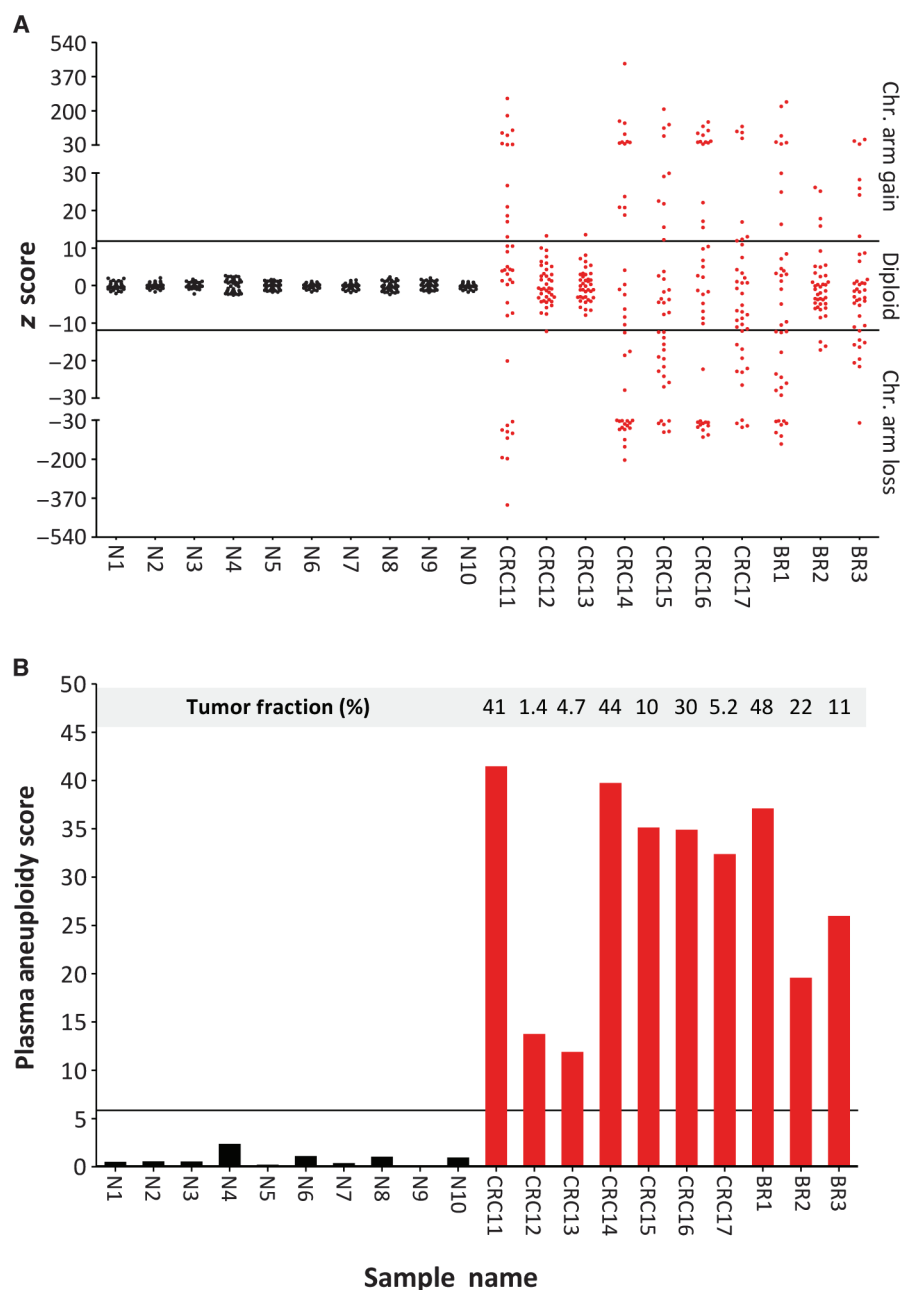 A
540
370
200
30
30
20
10
0
−10
−20
−30
−30
−200
−370
−540
z score
Chr. arm gain
Diploid
Chr. arm loss
N1 N2 N3 N4 N5 N6 N7 N8 N9 N10 CRC11 CRC12 CRC13 CRC14 CRC15 CRC16 CRC17 BR1 BR2 BR3
B
50
45
40
35
30
25
20
15
10
5
0
Plasma aneuploidy score
Tumor fraction (%) 41 1.4 4.7 44 10 30 5.2 48 22 11
N1 N2 N3 N4 N5 N6 N7 N8 N9 N10 CRC11 CRC12 CRC13 CRC14 CRC15 CRC16 CRC17 BR1 BR2 BR3
Sample name